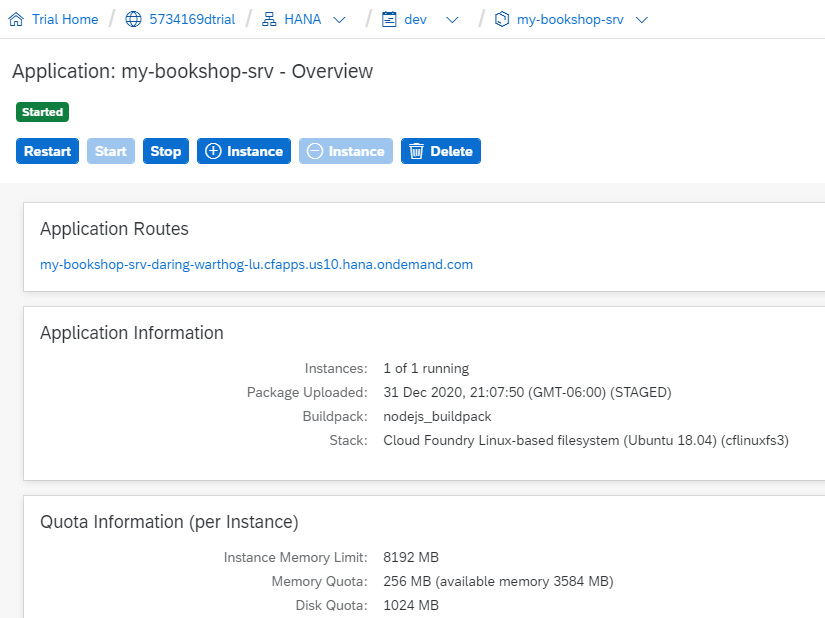 Trial Home / 5734169dtrial / HANA / dev / my-bookshop-srv
Application: my-bookshop-srv - Overview
Started
Restart Start Stop Instance Instance Delete
Application Routes
my-bookshop-srv-daring-warthog-lu.cfapps.us10.hana.ondemand.com
Application Information
Instances: 1 of 1 running
Package Uploaded: 31 Dec 2020, 21:07:50 (GMT-06:00) (STAGED)
Buildpack: nodejs_buildpack
Stack: Cloud Foundry Linux-based filesystem (Ubuntu 18.04) (cflinuxfs3)
Quota Information (per Instance)
Instance Memory Limit: 8192 MB
Memory Quota: 256 MB (available memory 3584 MB)
Disk Quota: 1024 MB